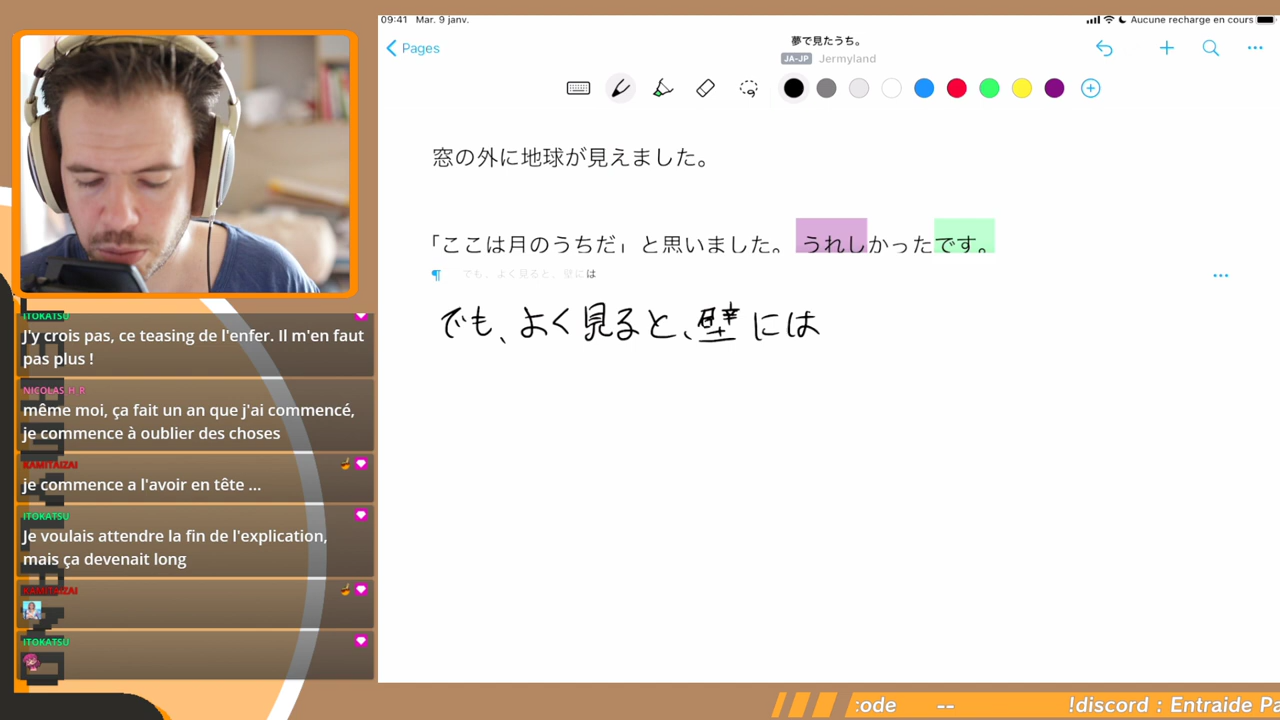 09:41 Mar. 9 janv.
Aucune recharge en cours
Pages
夢で見たうち。
JA-JP Jermyland
窓の外に地球が見えました。
「ここは月のうちだ」と思いました。うれしかったです。
でも、よく見ると、壁には
でも、よく見ると、壁には
ITOKATSU
J'y crois pas, ce teasing de l'enfer. Il m'en faut
pas plus !
NICOLAS H-R
même moi, ça fait un an que j'ai commencé,
je commence à oublier des choses
KAMITAIZAI
je commence a l'avoir en tête ...
ITOKATSU
Je voulais attendre la fin de l'explication,
mais ça devenait long
KAMITAIZAI
ITOKATSU
:ode -- !discord : Entraide Pa